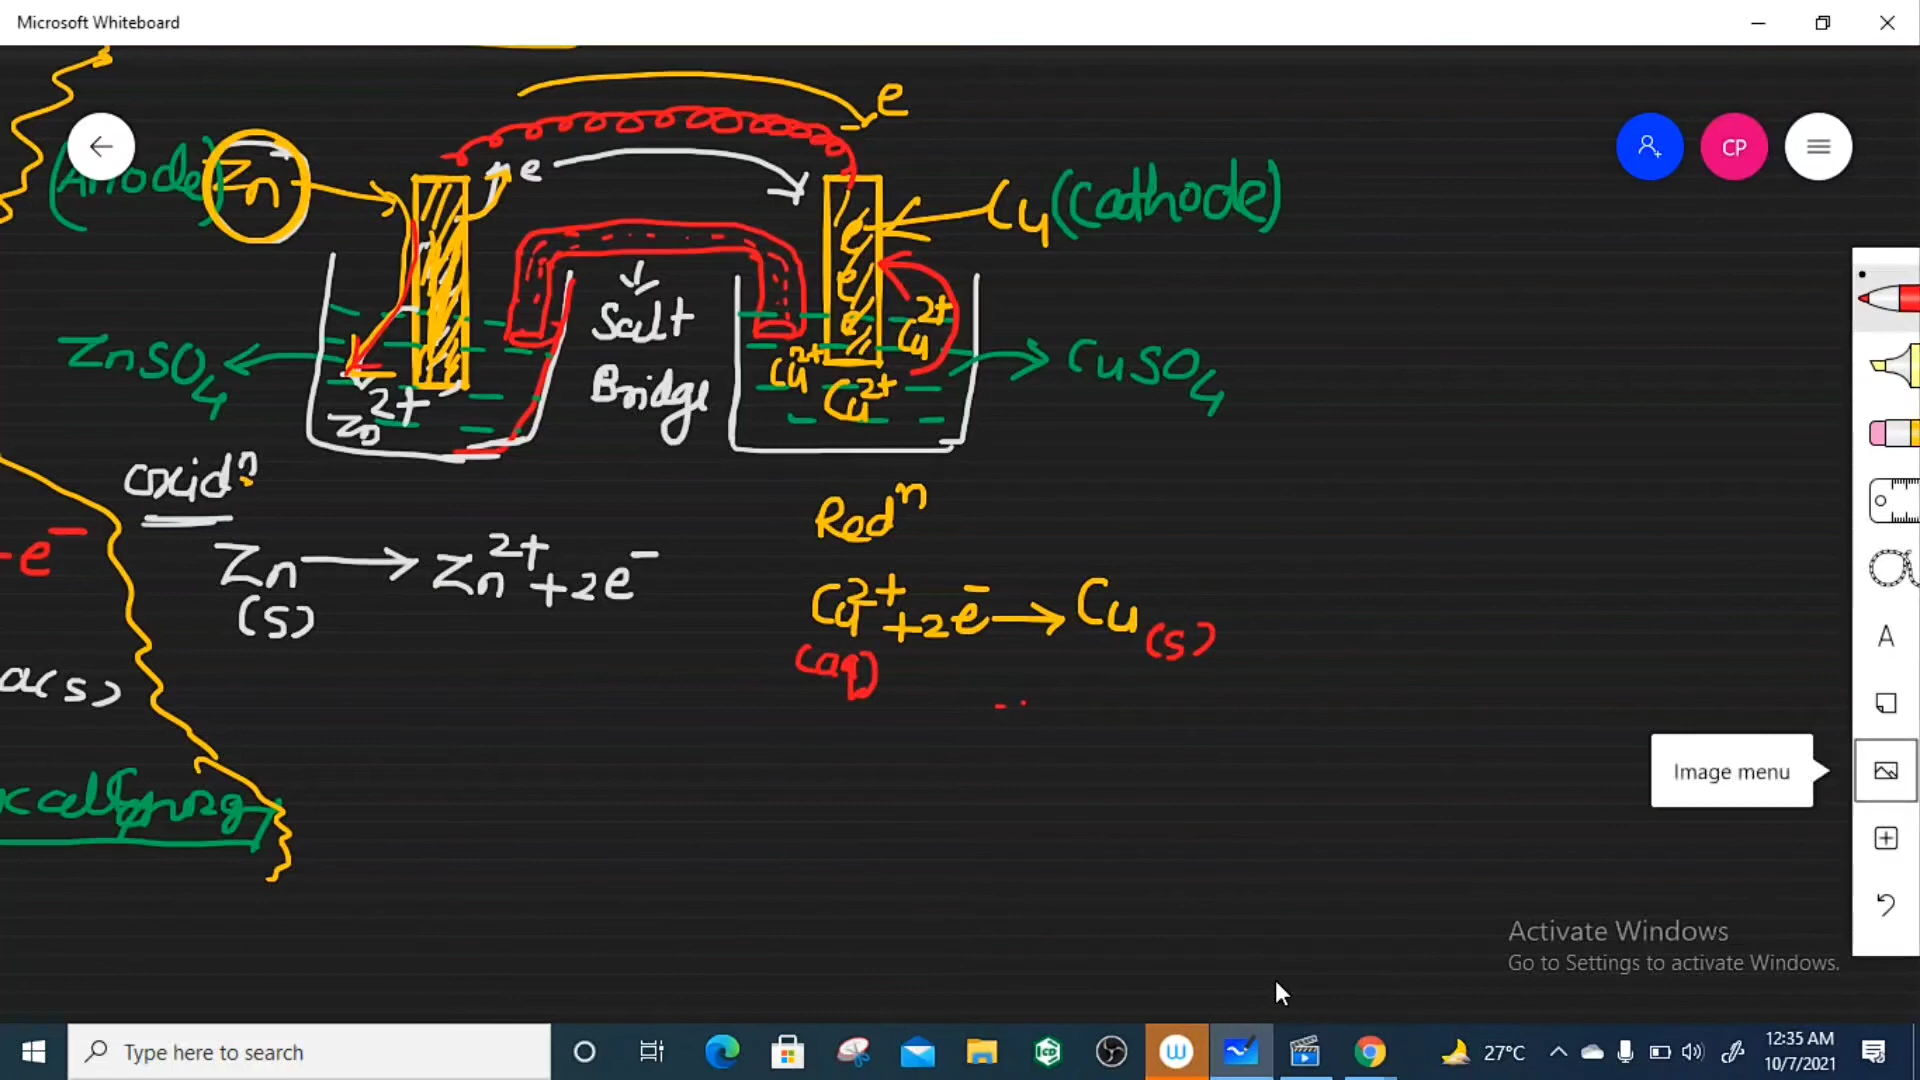 Microsoft Whiteboard
e
(Anode)
Zn
e
Cu (Cathode)
CP
e
e
e
Salt
Bridge
ZnSO4
Zn2+
Cu2+
Cu2+
Cu2+
CuSO4
oxidn
Redn
-e-
Zn → Zn2+ + 2e-
(s)
Cu2+ + 2e- → Cu(s)
(aq)
a(s)
A
Image menu
Activate Windows
Go to Settings to activate Windows.
Type here to search
27°C
12:35 AM
10/7/2021